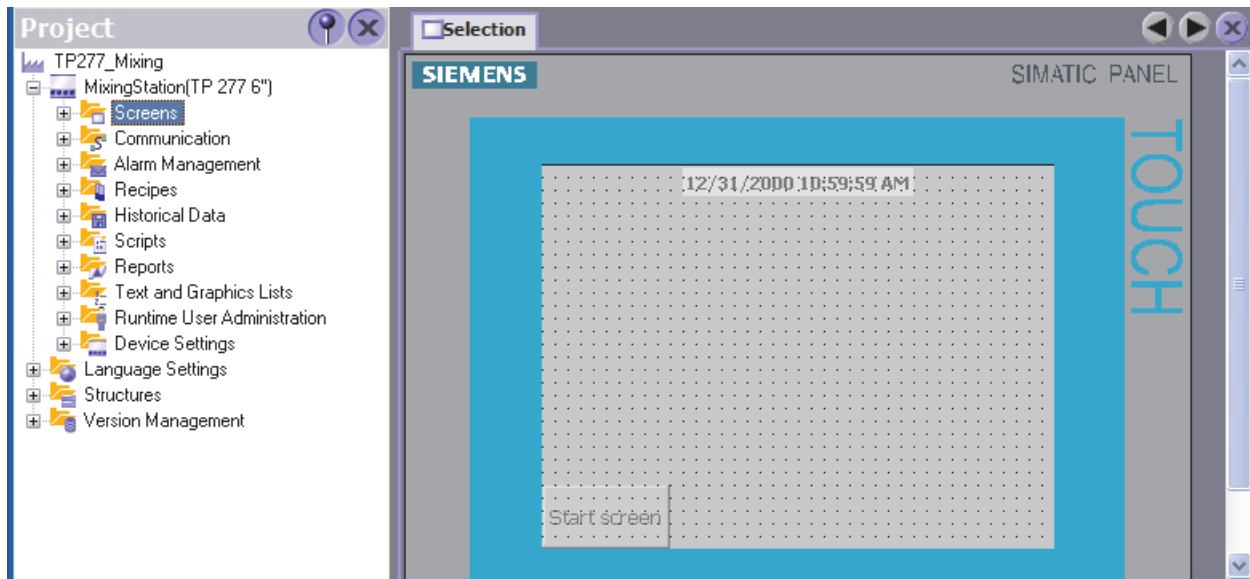 Project
TP277_Mixing
MixingStation(TP 277 6")
Screens
Communication
Alarm Management
Recipes
Historical Data
Scripts
Reports
Text and Graphics Lists
Runtime User Administration
Device Settings
Language Settings
Structures
Version Management
Selection
SIEMENS
SIMATIC PANEL
TOUCH
12/31/2000 10:59:59 AM
Start screen